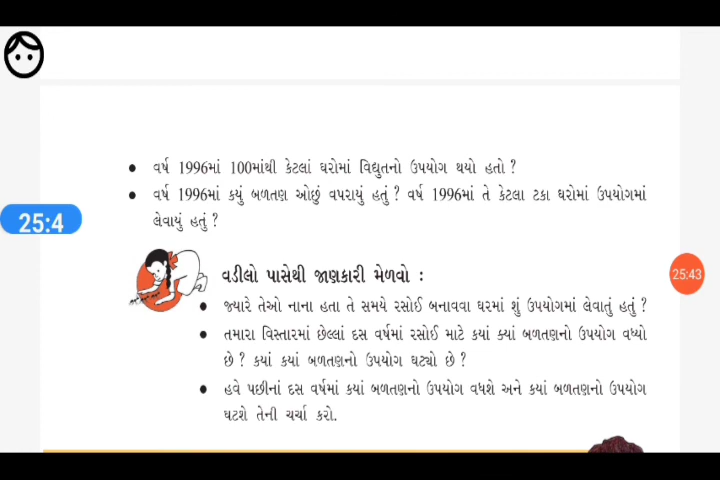 વર્ષ 1996માં 100માંથી કેટલાં ઘરોમાં વિદ્યુતનો ઉપયોગ થયો હતો ?
વર્ષ 1996માં કયું બળતણ ઓછું વપરાયું હતું ? વર્ષ 1996માં તે કેટલા ટકા ઘરોમાં ઉપયોગમાં
લેવાયું હતું ?
25:4
વડીલો પાસેથી જાણકારી મેળવો :
25:43
જ્યારે તેઓ નાના હતા તે સમયે રસોઈ બનાવવા ઘરમાં શું ઉપયોગમાં લેવાતું હતું ?
તમારા વિસ્તારમાં છેલ્લાં દસ વર્ષમાં રસોઈ માટે કયાં ક્યાં બળતણનો ઉપયોગ વધ્યો
છે ? કયાં કયાં બળતણનો ઉપયોગ ઘટ્યો છે ?
હવે પછીનાં દસ વર્ષમાં કયાં બળતણનો ઉપયોગ વધશે અને કયાં બળતણનો ઉપયોગ
ઘટશે તેની ચર્ચા કરો.